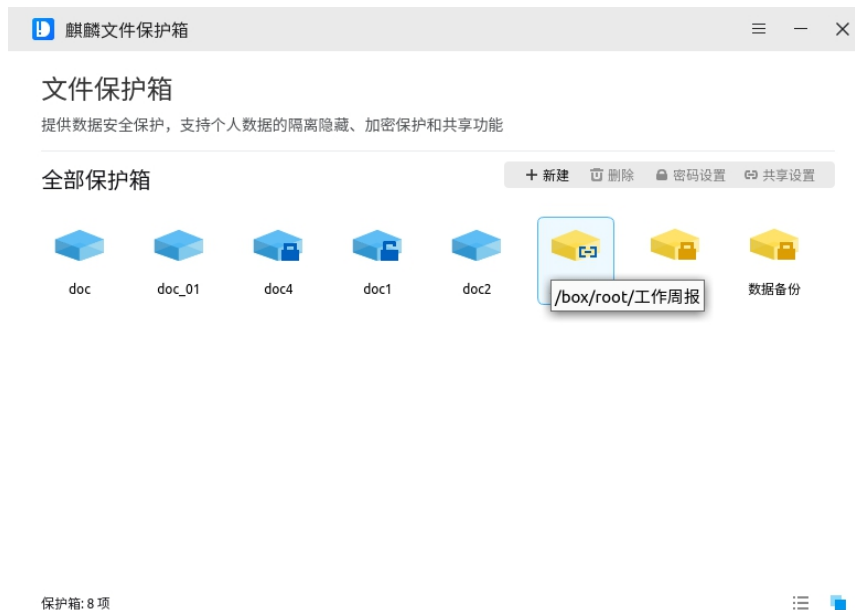 麒麟文件保护箱
文件保护箱
提供数据安全保护，支持个人数据的隔离隐藏、加密保护和共享功能
全部保护箱
新建 删除 密码设置 共享设置
doc doc_01 doc4 doc1 doc2 数据备份
/box/root/工作周报
保护箱: 8 项